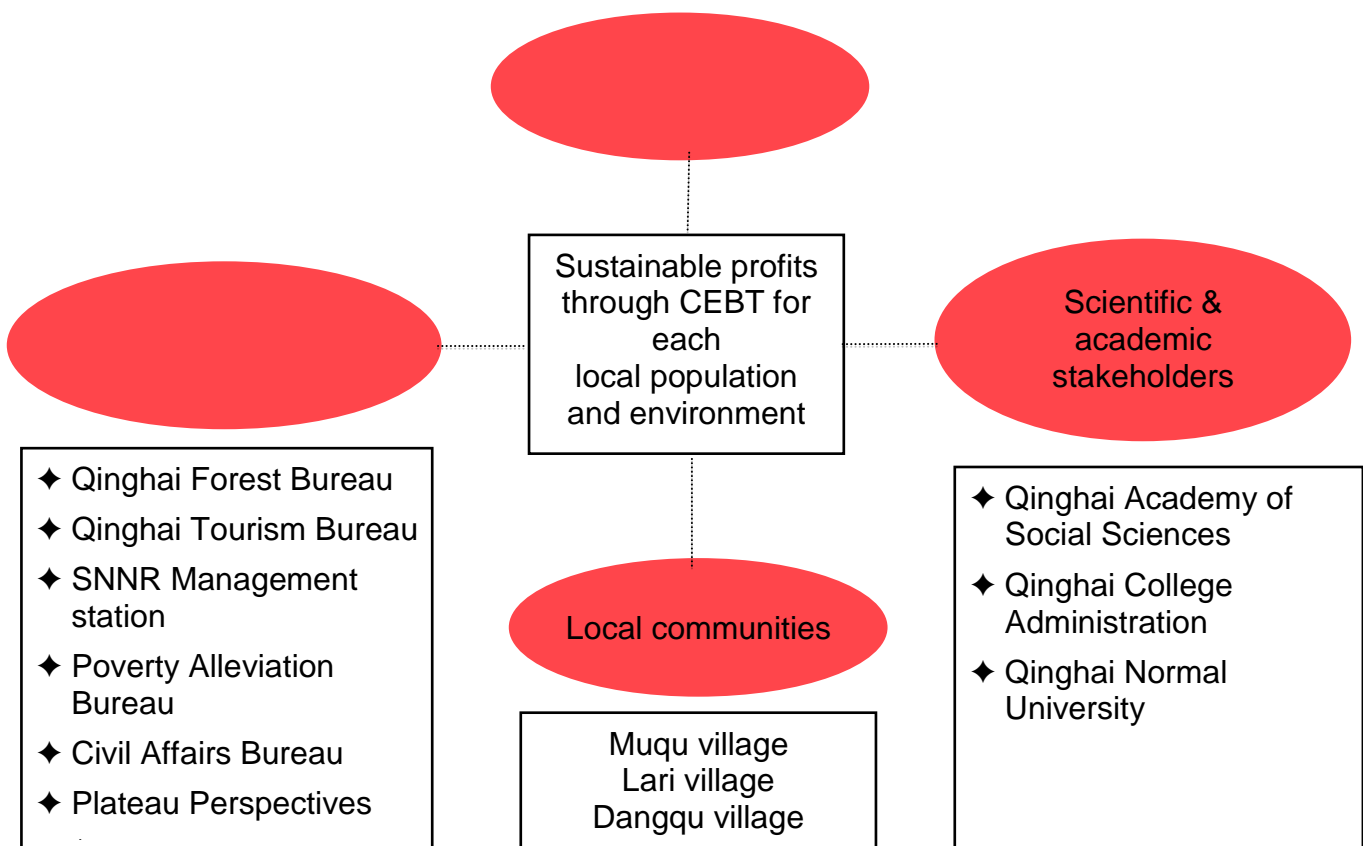 Sustainable profits
through CEBT for
each
local population
and environment
Scientific &
academic
stakeholders
✦ Qinghai Forest Bureau
✦ Qinghai Tourism Bureau
✦ SNNR Management
station
✦ Poverty Alleviation
Bureau
✦ Civil Affairs Bureau
✦ Plateau Perspectives
Local communities
Muqu village
Lari village
Dangqu village
✦ Qinghai Academy of
Social Sciences
✦ Qinghai College
Administration
✦ Qinghai Normal
University